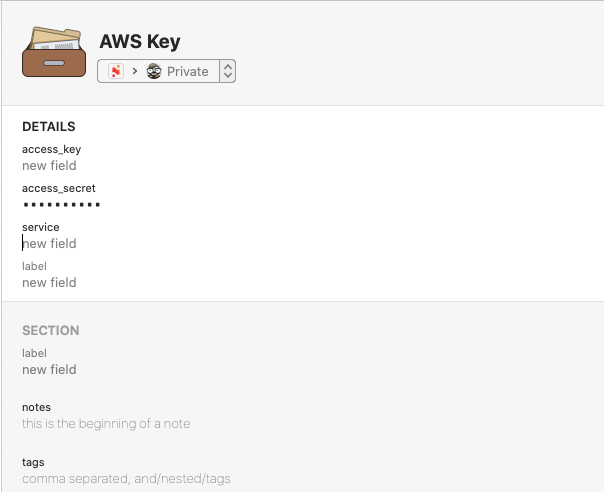 AWS Key
Private
DETAILS
access_key
new field
access_secret
••••••••••
service
new field
label
new field
SECTION
label
new field
notes
this is the beginning of a note
tags
comma separated, and/nested/tags